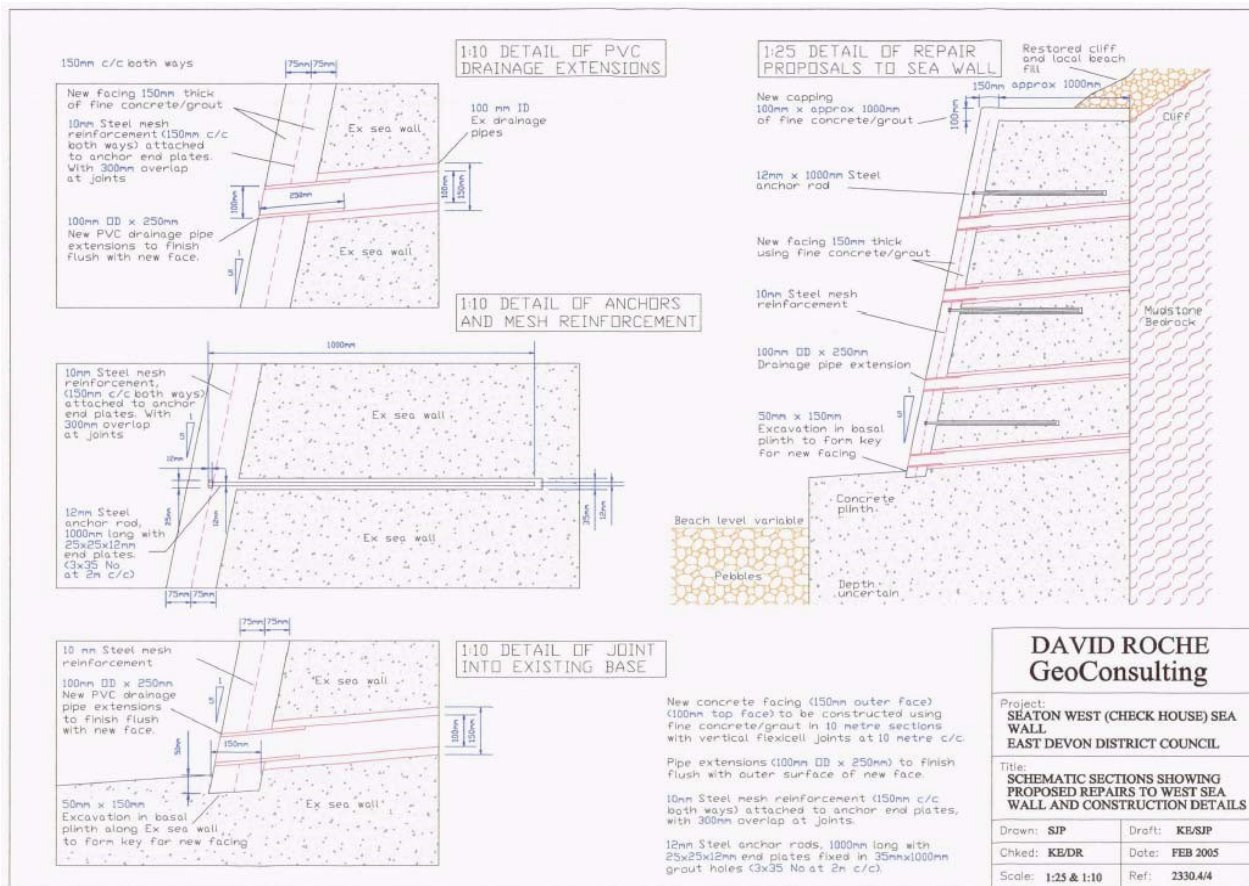 150mm c/c both ways
75mm 75mm
1:10 DETAIL OF PVC
DRAINAGE EXTENSIONS
New facing 150mm thick
of fine concrete/grout
10mm Steel mesh
reinforcement (150mm c/c
both ways) attached
to anchor end plates.
With 300mm overlap
at joints
Ex sea wall
100 mm ID
Ex drainage
pipes
100mm
250mm
100mm
150mm
100mm OD x 250mm
New PVC drainage pipe
extensions to finish
flush with new face.
1
5
Ex sea wall
1:10 DETAIL OF ANCHORS
AND MESH REINFORCEMENT
1000mm
10mm Steel mesh
reinforcement,
(150mm c/c both ways)
attached to anchor
end plates. With
300mm overlap
at joints
1
5
Ex sea wall
12mm
25mm
12mm
35mm
12mm
12mm Steel
anchor rod,
1000mm long with
25x25x12mm
end plates.
(3x35 No
at 2m c/c)
Ex sea wall
75mm 75mm
75mm 75mm
1:10 DETAIL OF JOINT
INTO EXISTING BASE
10 mm Steel mesh
reinforcement
100mm OD x 250mm
New PVC drainage
pipe extensions
to finish flush
with new face.
1
5
Ex sea wall
150mm
100mm
150mm
50mm
50mm x 150mm
Excavation in basal
plinth along Ex sea wall
to form key for new facing
Ex sea wall
1:25 DETAIL OF REPAIR
PROPOSALS TO SEA WALL
Restored cliff
and local beach
fill
150mm approx 1000mm
New capping
100mm x approx 1000mm
of fine concrete/grout
100mm
Cliff
12mm x 1000mm Steel
anchor rod
New facing 150mm thick
using fine concrete/grout
10mm Steel mesh
reinforcement
Mudstone
Bedrock
100mm OD x 250mm
Drainage pipe extension
1
5
50mm x 150mm
Excavation in basal
plinth to form key
for new facing
Concrete
plinth
Beach level variable
Pebbles
Depth
uncertain
New concrete facing (150mm outer face)
(100mm top face) to be constructed using
fine concrete/grout in 10 metre sections
with vertical flexicell joints at 10 metre c/c.
Pipe extensions (100mm OD x 250mm) to finish
flush with outer surface of new face.
10mm Steel mesh reinforcement (150mm c/c
both ways) attached to anchor end plates,
with 300mm overlap at joints.
12mm Steel anchor rods, 1000mm long with
25x25x12mm end plates fixed in 35mmx1000mm
grout holes (3x35 No at 2m c/c).
DAVID ROCHE
GeoConsulting
Project:
SEATON WEST (CHECK HOUSE) SEA
WALL
EAST DEVON DISTRICT COUNCIL
Title:
SCHEMATIC SECTIONS SHOWING
PROPOSED REPAIRS TO WEST SEA
WALL AND CONSTRUCTION DETAILS
Drawn: SJP Draft: KE/SJP
Chked: KE/DR Date: FEB 2005
Scale: 1:25 & 1:10 Ref: 2330.4/4